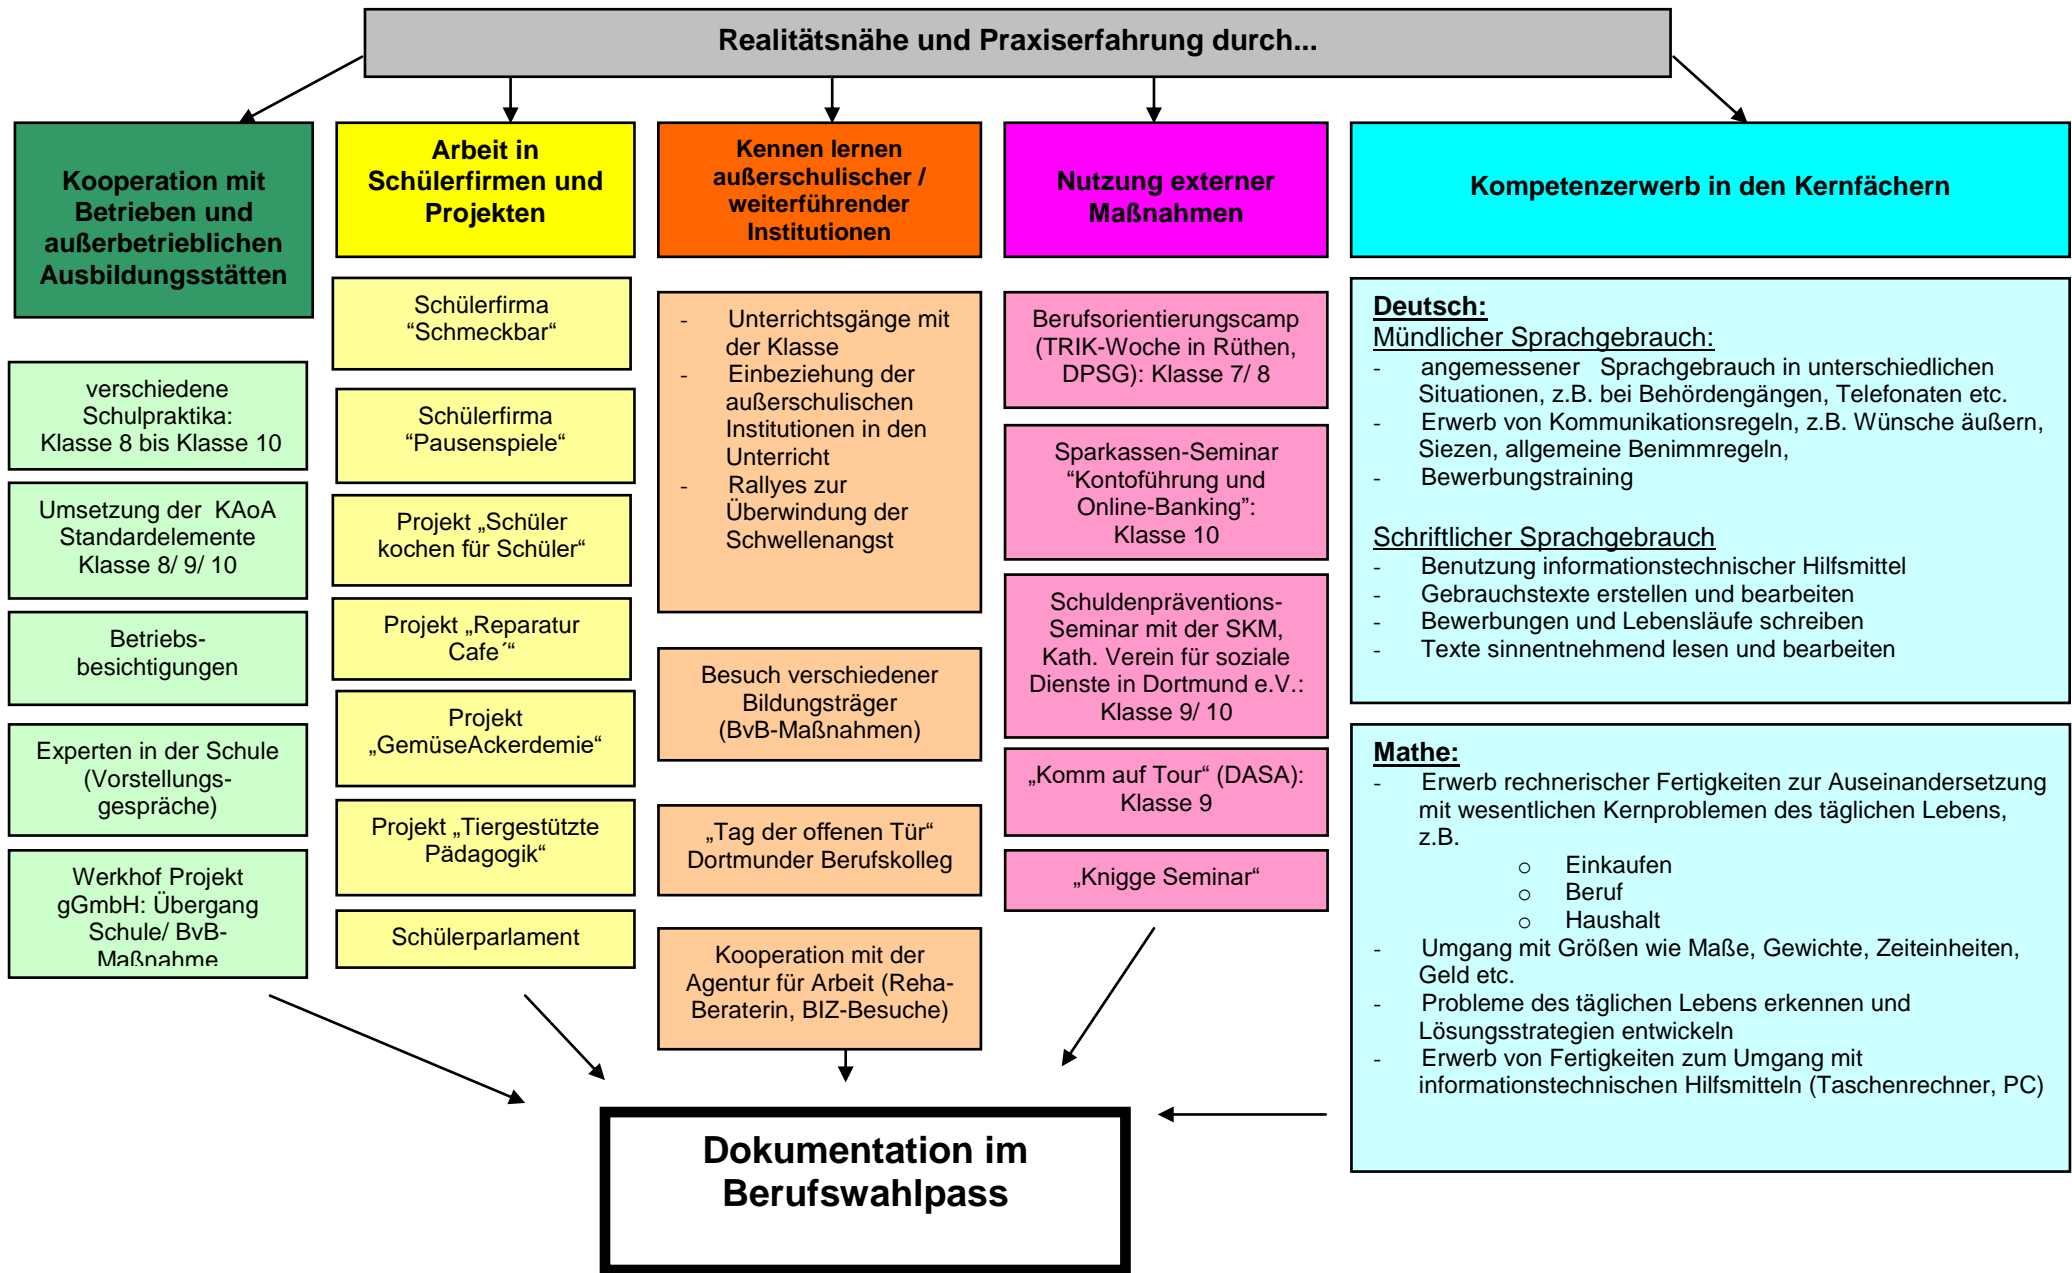 Realitätsnähe und Praxiserfahrung durch...
Kooperation mit
Betrieben und
außerbetrieblichen
Ausbildungsstätten
verschiedene
Schulpraktika:
Klasse 8 bis Klasse 10
Umsetzung der  KAoA
Standardelemente
Klasse 8/ 9/ 10
Betriebs-
besichtigungen
Experten in der Schule
(Vorstellungs-
gespräche)
Werkhof Projekt
gGmbH: Übergang
Schule/ BvB-
Maßnahme
Arbeit in
Schülerfirmen und
Projekten
Schülerfirma
“Schmeckbar“
Schülerfirma
“Pausenspiele“
Projekt „Schüler
kochen für Schüler“
Projekt „Reparatur
Cafe´“
Projekt
„GemüseAckerdemie“
Projekt „Tiergestützte
Pädagogik“
Schülerparlament
Kennen lernen
außerschulischer /
weiterführender
Institutionen
- Unterrichtsgänge mit
der Klasse
- Einbeziehung der
außerschulischen
Institutionen in den
Unterricht
- Rallyes zur
Überwindung der
Schwellenangst
Besuch verschiedener
Bildungsträger
(BvB-Maßnahmen)
„Tag der offenen Tür“
Dortmunder Berufskolleg
Kooperation mit der
Agentur für Arbeit (Reha-
Beraterin, BIZ-Besuche)
Nutzung externer
Maßnahmen
Berufsorientierungscamp
(TRIK-Woche in Rüthen,
DPSG): Klasse 7/ 8
Sparkassen-Seminar
“Kontoführung und
Online-Banking”:
Klasse 10
Schuldenpräventions-
Seminar mit der SKM,
Kath. Verein für soziale
Dienste in Dortmund e.V.:
Klasse 9/ 10
„Komm auf Tour“ (DASA):
Klasse 9
„Knigge Seminar“
Kompetenzerwerb in den Kernfächern
Deutsch:
Mündlicher Sprachgebrauch:
- angemessener   Sprachgebrauch in unterschiedlichen
Situationen, z.B. bei Behördengängen, Telefonaten etc.
- Erwerb von Kommunikationsregeln, z.B. Wünsche äußern,
Siezen, allgemeine Benimmregeln,
- Bewerbungstraining
Schriftlicher Sprachgebrauch
- Benutzung informationstechnischer Hilfsmittel
- Gebrauchstexte erstellen und bearbeiten
- Bewerbungen und Lebensläufe schreiben
- Texte sinnentnehmend lesen und bearbeiten
Mathe:
- Erwerb rechnerischer Fertigkeiten zur Auseinandersetzung
mit wesentlichen Kernproblemen des täglichen Lebens,
z.B.
o Einkaufen
o Beruf
o Haushalt
- Umgang mit Größen wie Maße, Gewichte, Zeiteinheiten,
Geld etc.
- Probleme des täglichen Lebens erkennen und
Lösungsstrategien entwickeln
- Erwerb von Fertigkeiten zum Umgang mit
informationstechnischen Hilfsmitteln (Taschenrechner, PC)
Dokumentation im
Berufswahlpass